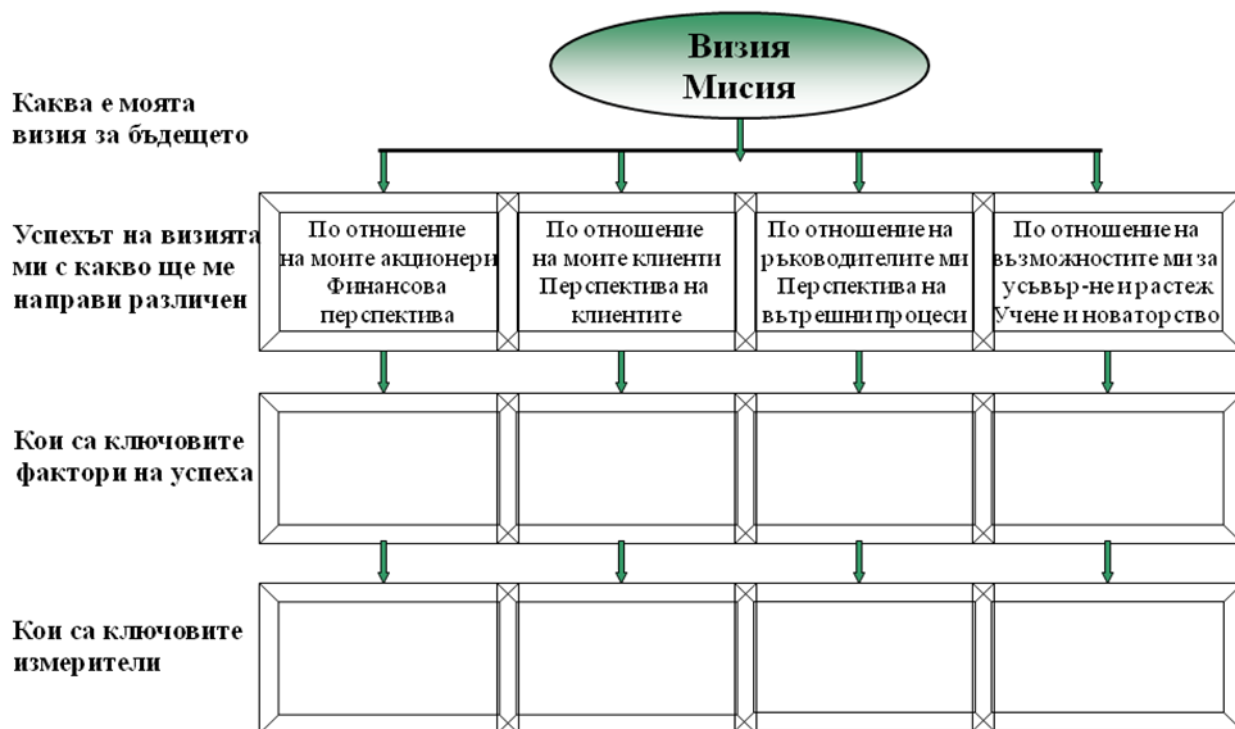 Визия
Мисия
Каква е моята
визия за бъдещето
Успехът на визията
ми с какво ще ме
направи различен
По отношение
на моите акционери
Финансова
перспектива
По отношение
на моите клиенти
Перспектива на
клиентите
По отношение на
ръководителите ми
Перспектива на
вътрешни процеси
По отношение на
възможностите ми за
усъвър-не и растеж
Учене и новаторство
Кои са ключовите
фактори на успеха
Кои са ключовите
измерители